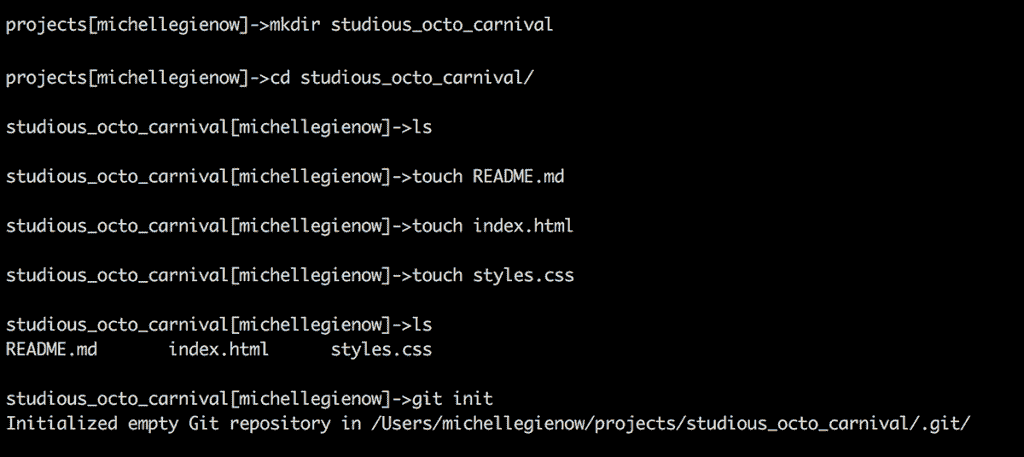 projects[michellegienow]->mkdir studious_octo_carnival
projects[michellegienow]->cd studious_octo_carnival/
studious_octo_carnival[michellegienow]->ls
studious_octo_carnival[michellegienow]->touch README.md
studious_octo_carnival[michellegienow]->touch index.html
studious_octo_carnival[michellegienow]->touch styles.css
studious_octo_carnival[michellegienow]->ls
README.md       index.html      styles.css
studious_octo_carnival[michellegienow]->git init
Initialized empty Git repository in /Users/michellegienow/projects/studious_octo_carnival/.git/